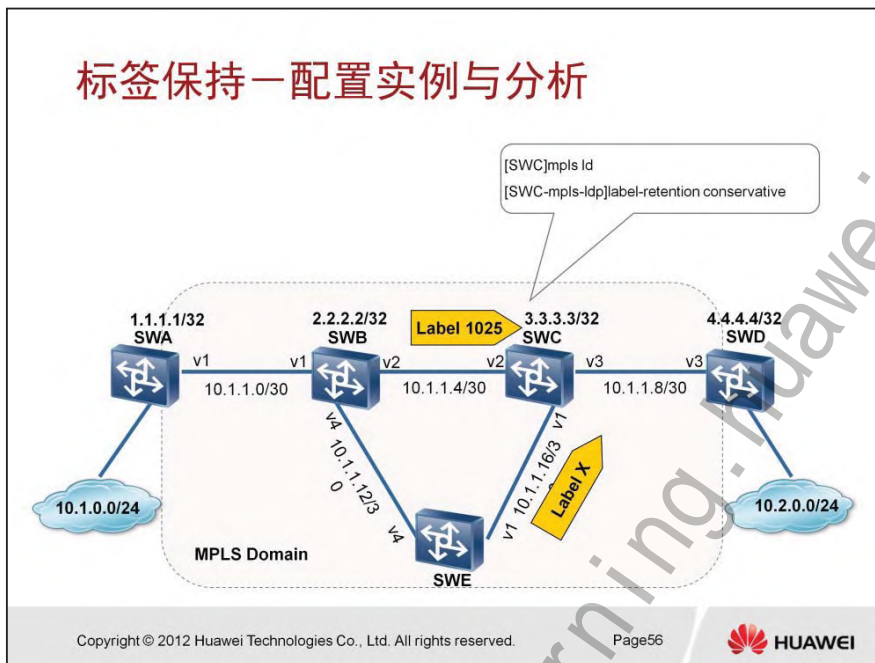 标签保持－配置实例与分析
[SWC]mpls ld
[SWC-mpls-ldp]label-retention conservative
1.1.1.1/32
SWA
2.2.2.2/32
SWB
Label 1025
3.3.3.3/32
SWC
4.4.4.4/32
SWD
v1
v1
v2
v2
v3
v3
10.1.1.0/30
10.1.1.4/30
10.1.1.8/30
v4
10.1.1.12/3
0
v4
v1
10.1.1.16/3
v1
Label X
10.1.0.0/24
10.2.0.0/24
MPLS Domain
SWE
Copyright © 2012 Huawei Technologies Co., Ltd. All rights reserved.
Page56
HUAWEI
rning.huawei.